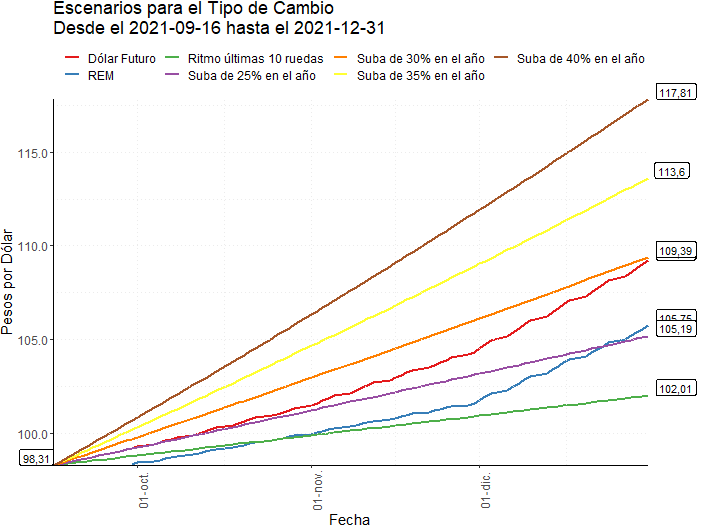 Escenarios para el Tipo de Cambio
Desde el 2021-09-16 hasta el 2021-12-31
Dólar Futuro
Ritmo últimas 10 ruedas
Suba de 30% en el año
Suba de 40% en el año
REM
Suba de 25% en el año
Suba de 35% en el año
117,81
115.0
113,6
110.0
109,39
Pesos por Dólar
105,75
105,19
105.0
102,01
100.0
98,31
01-oct.
01-nov.
01-dic.
Fecha